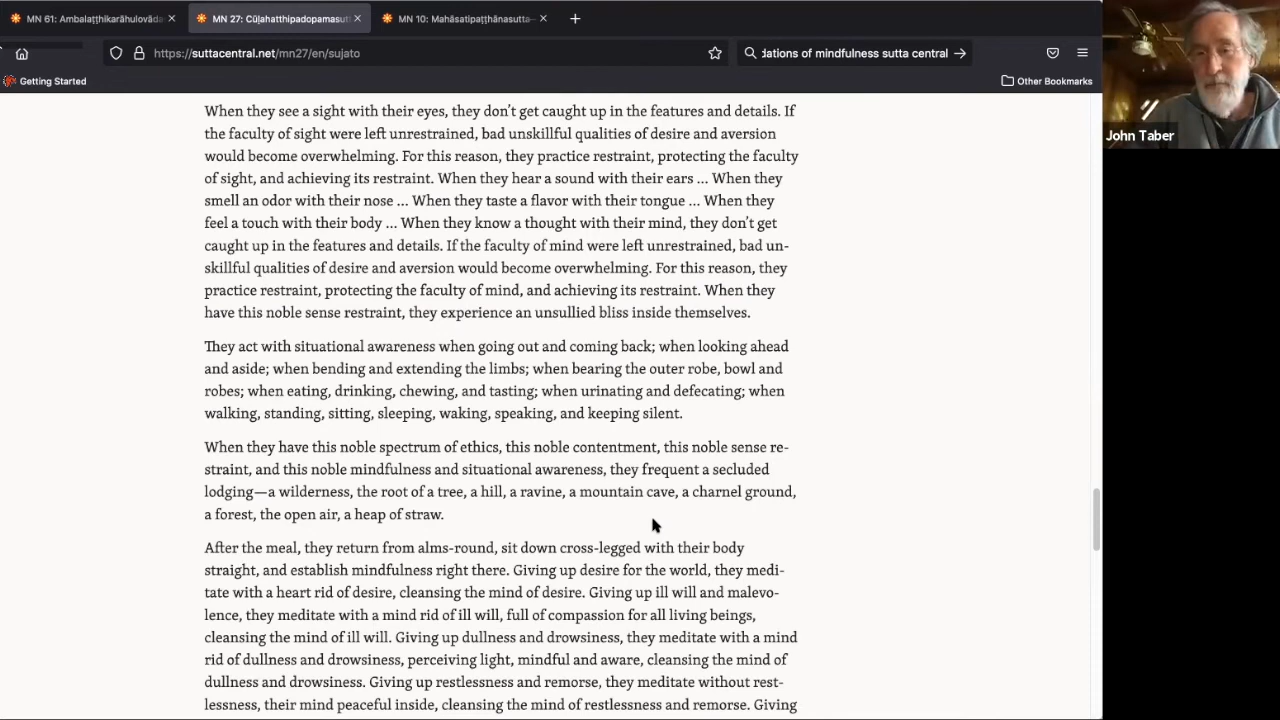 MN 61: Ambalaṭṭhikarāhulovāda
MN 27: Cūḷahatthipadopamasut
MN 10: Mahāsatipaṭṭhānasutta—
https://suttacentral.net/mn27/en/sujato
dations of mindfulness sutta central
Getting Started
Other Bookmarks
John Taber
When they see a sight with their eyes, they don’t get caught up in the features and details. If
the faculty of sight were left unrestrained, bad unskillful qualities of desire and aversion
would become overwhelming. For this reason, they practice restraint, protecting the faculty
of sight, and achieving its restraint. When they hear a sound with their ears ... When they
smell an odor with their nose ... When they taste a flavor with their tongue ... When they
feel a touch with their body ... When they know a thought with their mind, they don’t get
caught up in the features and details. If the faculty of mind were left unrestrained, bad un-
skillful qualities of desire and aversion would become overwhelming. For this reason, they
practice restraint, protecting the faculty of mind, and achieving its restraint. When they
have this noble sense restraint, they experience an unsullied bliss inside themselves.
They act with situational awareness when going out and coming back; when looking ahead
and aside; when bending and extending the limbs; when bearing the outer robe, bowl and
robes; when eating, drinking, chewing, and tasting; when urinating and defecating; when
walking, standing, sitting, sleeping, waking, speaking, and keeping silent.
When they have this noble spectrum of ethics, this noble contentment, this noble sense re-
straint, and this noble mindfulness and situational awareness, they frequent a secluded
lodging—a wilderness, the root of a tree, a hill, a ravine, a mountain cave, a charnel ground,
a forest, the open air, a heap of straw.
After the meal, they return from alms-round, sit down cross-legged with their body
straight, and establish mindfulness right there. Giving up desire for the world, they medi-
tate with a heart rid of desire, cleansing the mind of desire. Giving up ill will and malevo-
lence, they meditate with a mind rid of ill will, full of compassion for all living beings,
cleansing the mind of ill will. Giving up dullness and drowsiness, they meditate with a mind
rid of dullness and drowsiness, perceiving light, mindful and aware, cleansing the mind of
dullness and drowsiness. Giving up restlessness and remorse, they meditate without rest-
lessness, their mind peaceful inside, cleansing the mind of restlessness and remorse. Giving